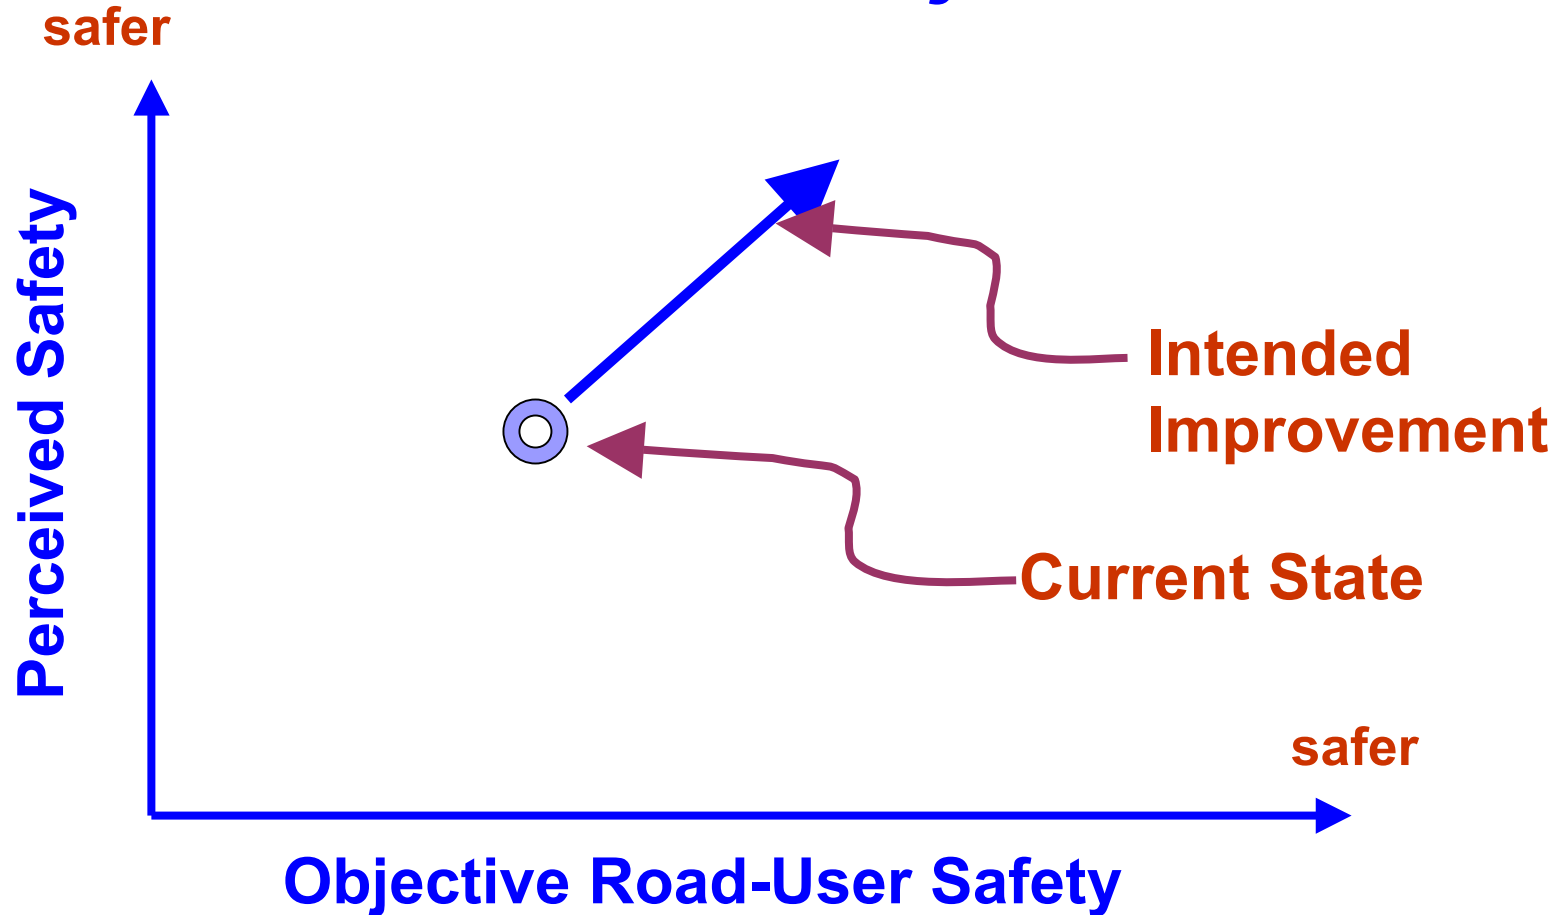 safer
Perceived Safety
Intended
Improvement
Current State
safer
Objective Road-User Safety